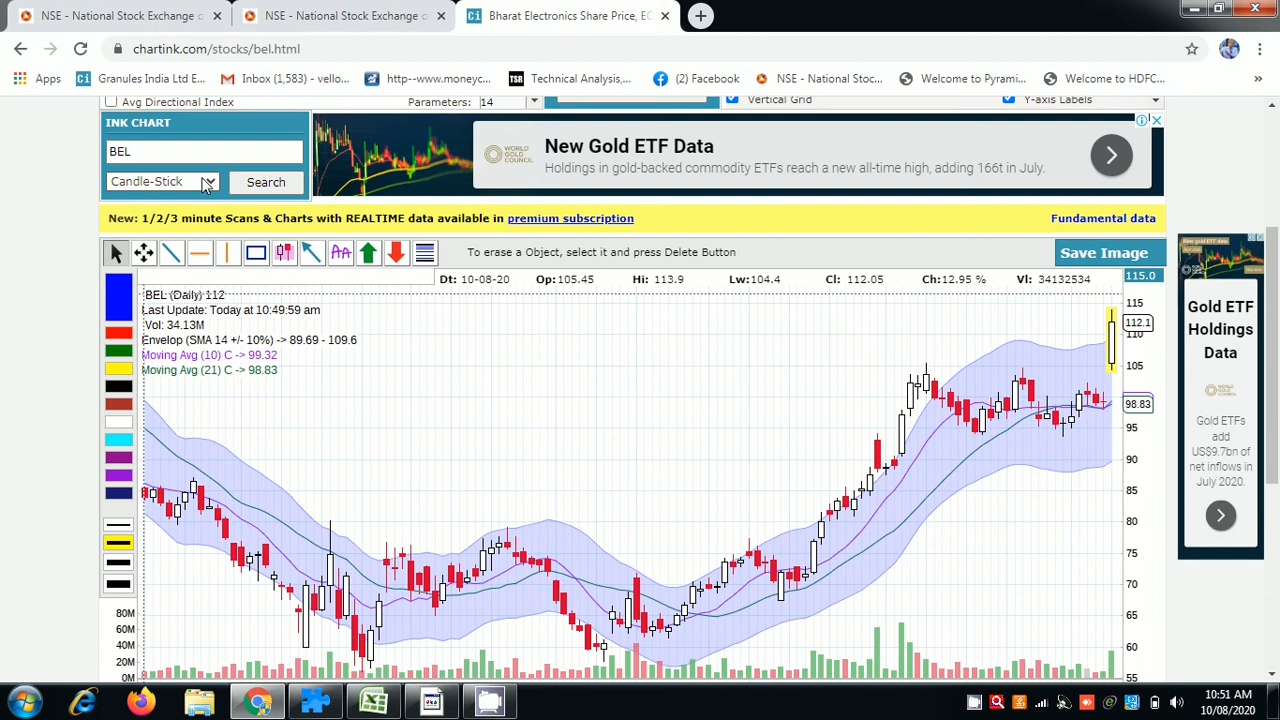 NSE - National Stock Exchange o
NSE - National Stock Exchange o
Bharat Electronics Share Price, EC
chartink.com/stocks/bel.html
Apps
Granules India Ltd E...
Inbox (1,583) - vello...
http--www.moneyc...
Technical Analysis,...
(2) Facebook
NSE - National Stoc...
Welcome to Pyrami...
Welcome to HDFC...
Avg Directional Index
Parameters:
14
Vertical Grid
Y-axis Labels
INK CHART
BEL
Candle-Stick
Search
WORLD GOLD COUNCIL
New Gold ETF Data
Holdings in gold-backed commodity ETFs reach a new all-time high, adding 166t in July.
New: 1/2/3 minute Scans & Charts with REALTIME data available in premium subscription
Fundamental data
To erase a Object, select it and press Delete Button
Save Image
Dt: 10-08-20 Op:105.45 Hi: 113.9 Lw:104.4 Cl: 112.05 Ch:12.95 % Vl: 34132534
115.0
BEL (Daily) 112
Last Update: Today at 10:49:59 am
Vol: 34.13M
Envelop (SMA 14 +/- 10%) -> 89.69 - 109.6
Moving Avg (10) C -> 99.32
Moving Avg (21) C -> 98.83
115
112.1
110
105
98.83
95
90
85
80
75
70
65
60
55
80M
60M
40M
20M
0M
Gold ETF
Holdings
Data
Gold ETFs
add
US$9.7bn of
net inflows in
July 2020.
10:51 AM
10/08/2020